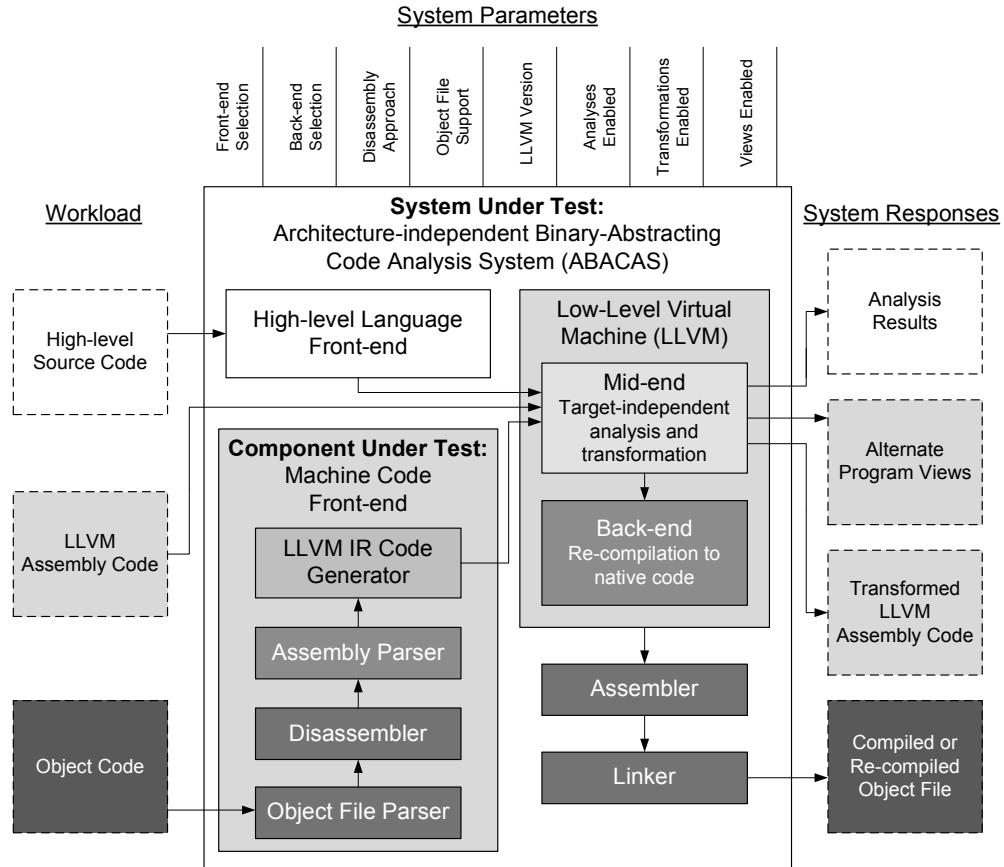 System Parameters
Front-end
Selection
Back-end
Selection
Disassembly
Approach
Object File
Support
LLVM Version
Analyses
Enabled
Transformations
Enabled
Views Enabled
Workload
System Responses
System Under Test:
Architecture-independent Binary-Abstracting
Code Analysis System (ABACAS)
High-level
Source Code
LLVM
Assembly Code
Object Code
High-level Language
Front-end
Component Under Test:
Machine Code
Front-end
LLVM IR Code
Generator
Assembly Parser
Disassembler
Object File Parser
Low-Level Virtual
Machine (LLVM)
Mid-end
Target-independent
analysis and
transformation
Back-end
Re-compilation to
native code
Assembler
Linker
Analysis
Results
Alternate
Program Views
Transformed
LLVM
Assembly Code
Compiled or
Re-compiled
Object File